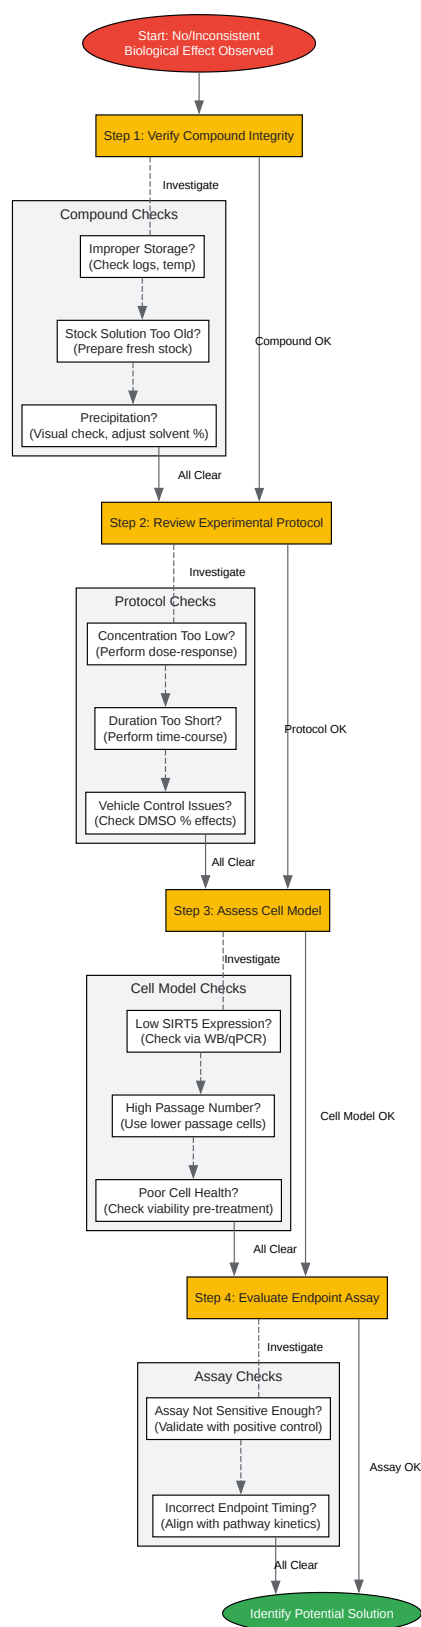 Start: No/Inconsistent
Biological Effect Observed
Step 1: Verify Compound Integrity
Investigate
Compound Checks
Improper Storage?
(Check logs, temp)
Stock Solution Too Old?
(Prepare fresh stock)
Compound OK
Precipitation?
(Visual check, adjust solvent %)
All Clear
Step 2: Review Experimental Protocol
Investigate
Protocol Checks
Concentration Too Low?
(Perform dose-response)
Duration Too Short?
(Perform time-course)
Protocol OK
Vehicle Control Issues?
(Check DMSO % effects)
All Clear
Step 3: Assess Cell Model
Investigate
Cell Model Checks
Low SIRT5 Expression?
(Check via WB/qPCR)
High Passage Number?
(Use lower passage cells)
Cell Model OK
Poor Cell Health?
(Check viability pre-treatment)
All Clear
Step 4: Evaluate Endpoint Assay
Investigate
Assay Checks
Assay Not Sensitive Enough?
(Validate with positive control)
Assay OK
Incorrect Endpoint Timing?
(Align with pathway kinetics)
All Clear
Identify Potential Solution